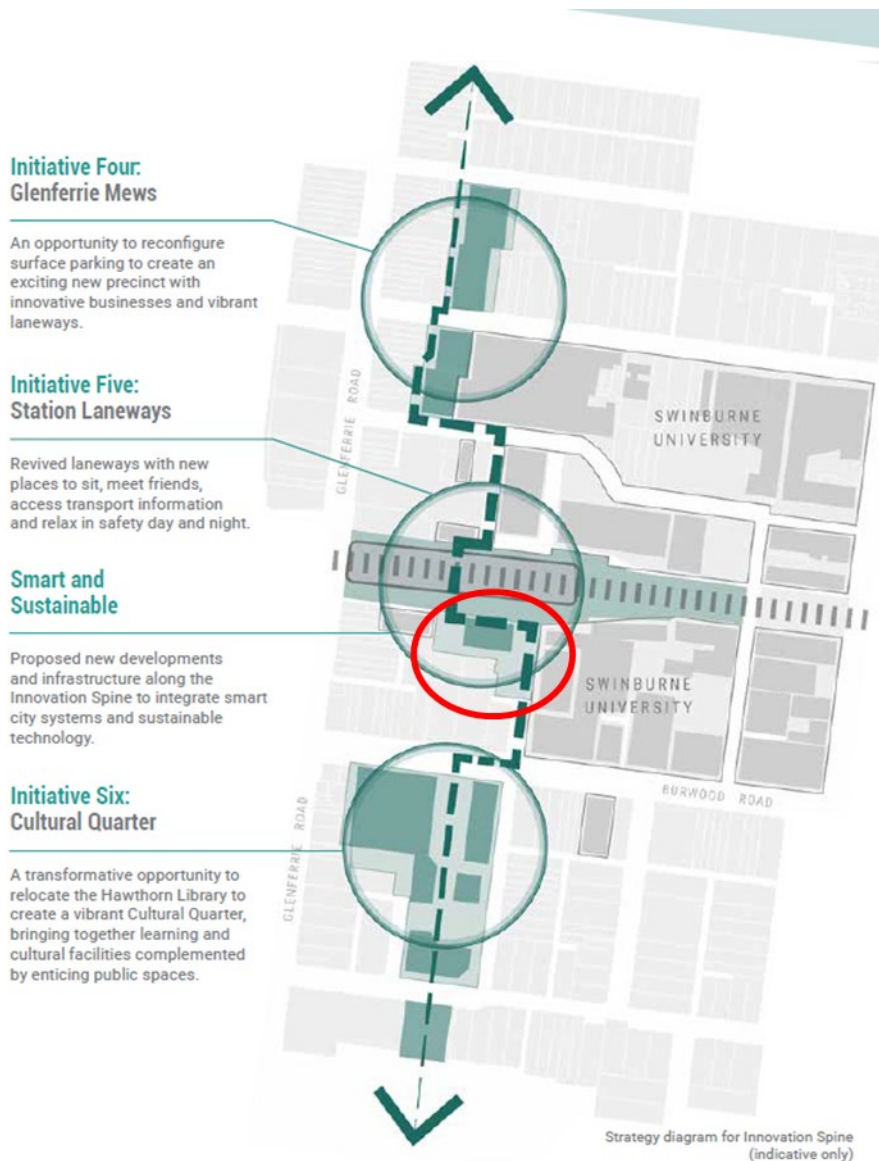 Initiative Four:
Glenferrie Mews
An opportunity to reconfigure
surface parking to create an
exciting new precinct with
innovative businesses and vibrant
laneways.
Initiative Five:
Station Laneways
Revived laneways with new
places to sit, meet friends,
access transport information
and relax in safety day and night.
Smart and
Sustainable
Proposed new developments
and infrastructure along the
Innovation Spine to integrate smart
city systems and sustainable
technology.
Initiative Six:
Cultural Quarter
A transformative opportunity to
relocate the Hawthorn Library to
create a vibrant Cultural Quarter,
bringing together learning and
cultural facilities complemented
by enticing public spaces.
GLENFERRIE ROAD
SWINBURNE
UNIVERSITY
SWINBURNE
UNIVERSITY
BURWOOD ROAD
GLENFERRIE ROAD
Strategy diagram for Innovation Spine
(indicative only)